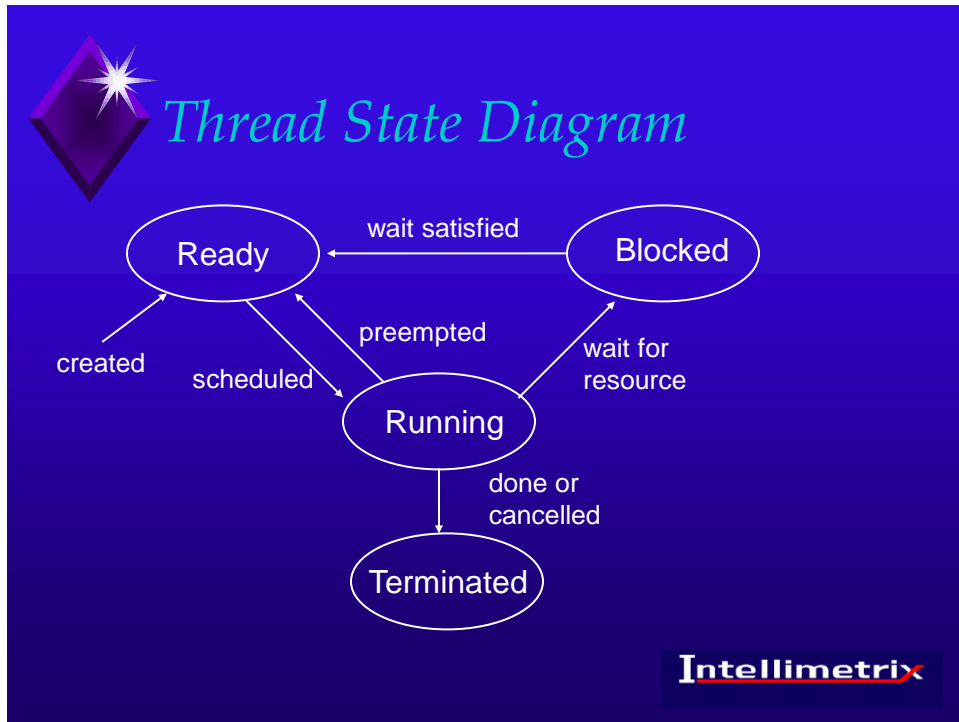 Thread State Diagram
Ready
wait satisfied
Blocked
created
scheduled
preempted
wait for
resource
Running
done or
cancelled
Terminated
Intellimetrix